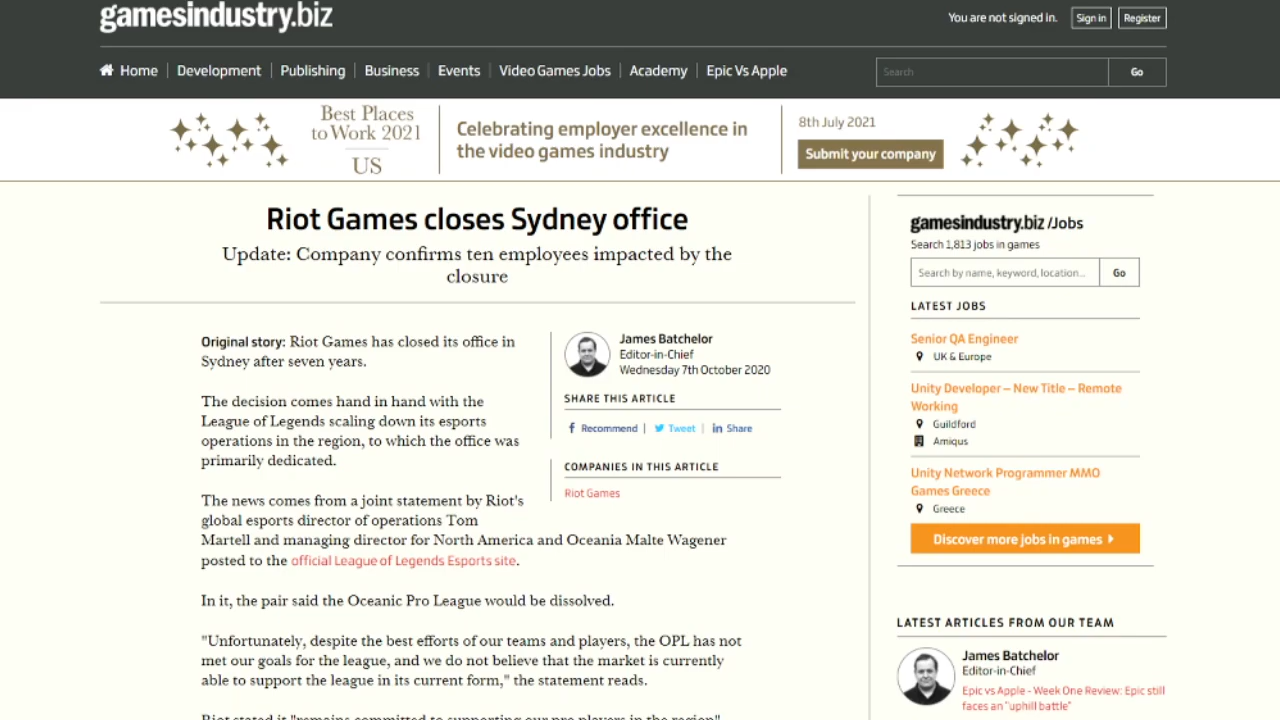 gamesindustry.biz
You are not signed in.
Sign in
Register
Home
Development
Publishing
Business
Events
Video Games Jobs
Academy
Epic Vs Apple
Search
Go
Best Places
to Work 2021
US
Celebrating employer excellence in
the video games industry
8th July 2021
Submit your company
Riot Games closes Sydney office
Update: Company confirms ten employees impacted by the
closure
Original story: Riot Games has closed its office in
Sydney after seven years.
The decision comes hand in hand with the
League of Legends scaling down its esports
operations in the region, to which the office was
primarily dedicated.
The news comes from a joint statement by Riot's
global esports director of operations Tom
Martell and managing director for North America and Oceania Malte Wagener
posted to the official League of Legends Esports site.
In it, the pair said the Oceanic Pro League would be dissolved.
"Unfortunately, despite the best efforts of our teams and players, the OPL has not
met our goals for the league, and we do not believe that the market is currently
able to support the league in its current form," the statement reads.
Riot stated it "remains committed to supporting our pro players in the region"
James Batchelor
Editor-in-Chief
Wednesday 7th October 2020
SHARE THIS ARTICLE
Recommend
Tweet
Share
COMPANIES IN THIS ARTICLE
Riot Games
gamesindustry.biz /Jobs
Search 1,813 jobs in games
Search by name, keyword, location...
Go
LATEST JOBS
Senior QA Engineer
UK & Europe
Unity Developer – New Title – Remote
Working
Guildford
Amiqus
Unity Network Programmer MMO
Games Greece
Greece
Discover more jobs in games
LATEST ARTICLES FROM OUR TEAM
James Batchelor
Editor-in-Chief
Epic vs Apple - Week One Review: Epic still
faces an "uphill battle"